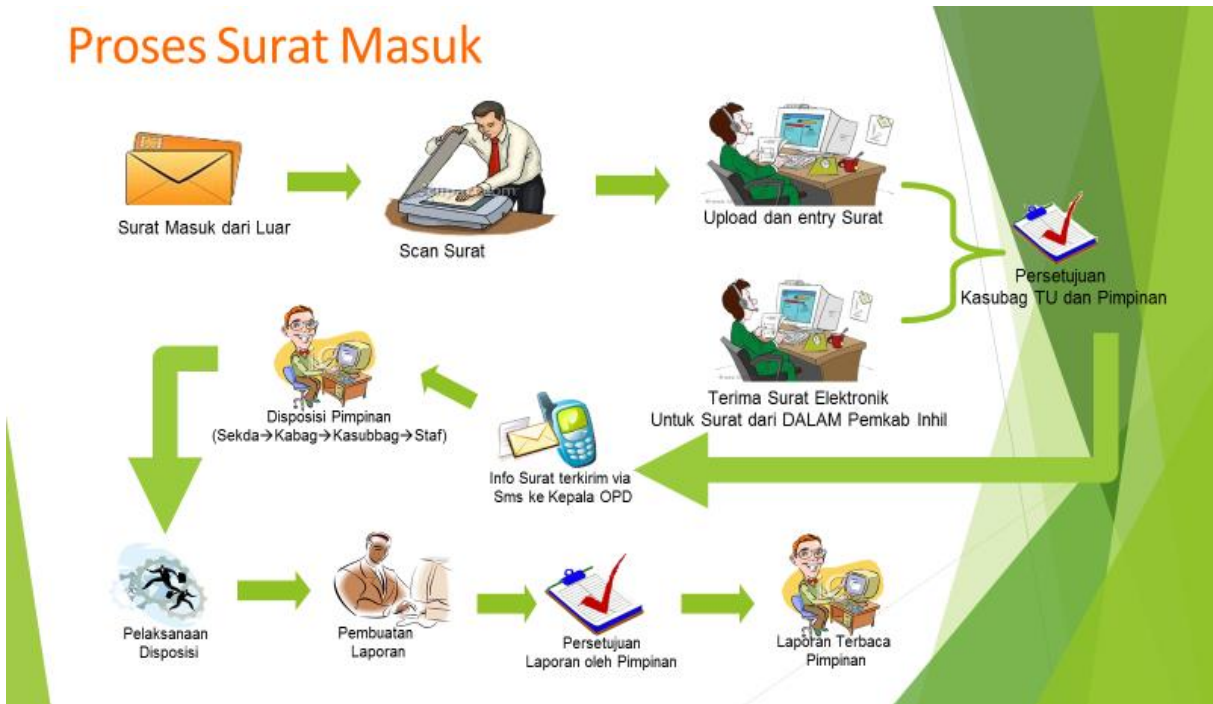 Proses Surat Masuk
Surat Masuk dari Luar
Scan Surat
Upload dan entry Surat
Persetujuan
Kasubag TU dan Pimpinan
Terima Surat Elektronik
Untuk Surat dari DALAM Pemkab Inhil
Info Surat terkirim via
Sms ke Kepala OPD
Disposisi Pimpinan
(Sekda→Kabag→Kasubbag→Staf)
Pelaksanaan
Disposisi
Pembuatan
Laporan
Persetujuan
Laporan oleh Pimpinan
Laporan Terbaca
Pimpinan